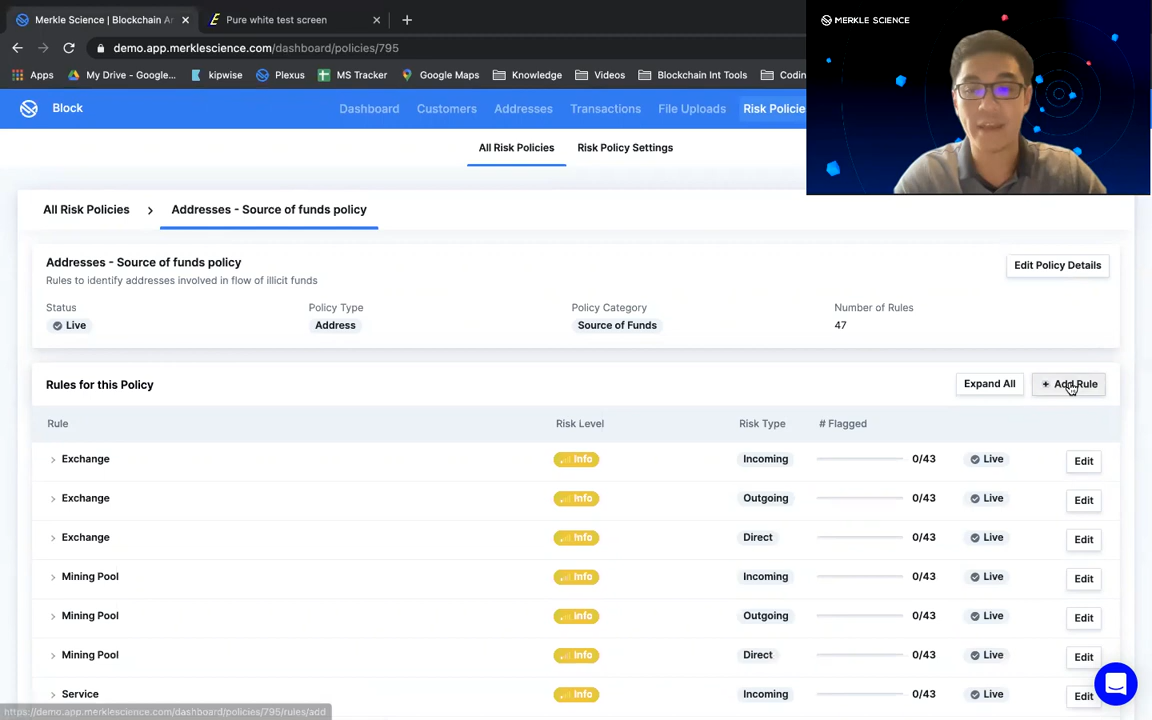 Merkle Science | Blockchain Ar
Pure white test screen
demo.app.merklescience.com/dashboard/policies/795
Apps
My Drive - Google...
kipwise
Plexus
MS Tracker
Google Maps
Knowledge
Videos
Blockchain Int Tools
Coding
MERKLE SCIENCE
Block
Dashboard
Customers
Addresses
Transactions
File Uploads
Risk Policie
All Risk Policies
Risk Policy Settings
All Risk Policies
Addresses - Source of funds policy
Addresses - Source of funds policy
Edit Policy Details
Rules to identify addresses involved in flow of illicit funds
Status
Policy Type
Policy Category
Number of Rules
Live
Address
Source of Funds
47
Rules for this Policy
Expand All
+ Add Rule
Rule
Risk Level
Risk Type
# Flagged
Exchange Info Incoming 0/43 Live Edit
Exchange Info Outgoing 0/43 Live Edit
Exchange Info Direct 0/43 Live Edit
Mining Pool Info Incoming 0/43 Live Edit
Mining Pool Info Outgoing 0/43 Live Edit
Mining Pool Info Direct 0/43 Live Edit
Service Info Incoming 0/43 Live Edit
https://demo.app.merklescience.com/dashboard/policies/795/rules/add